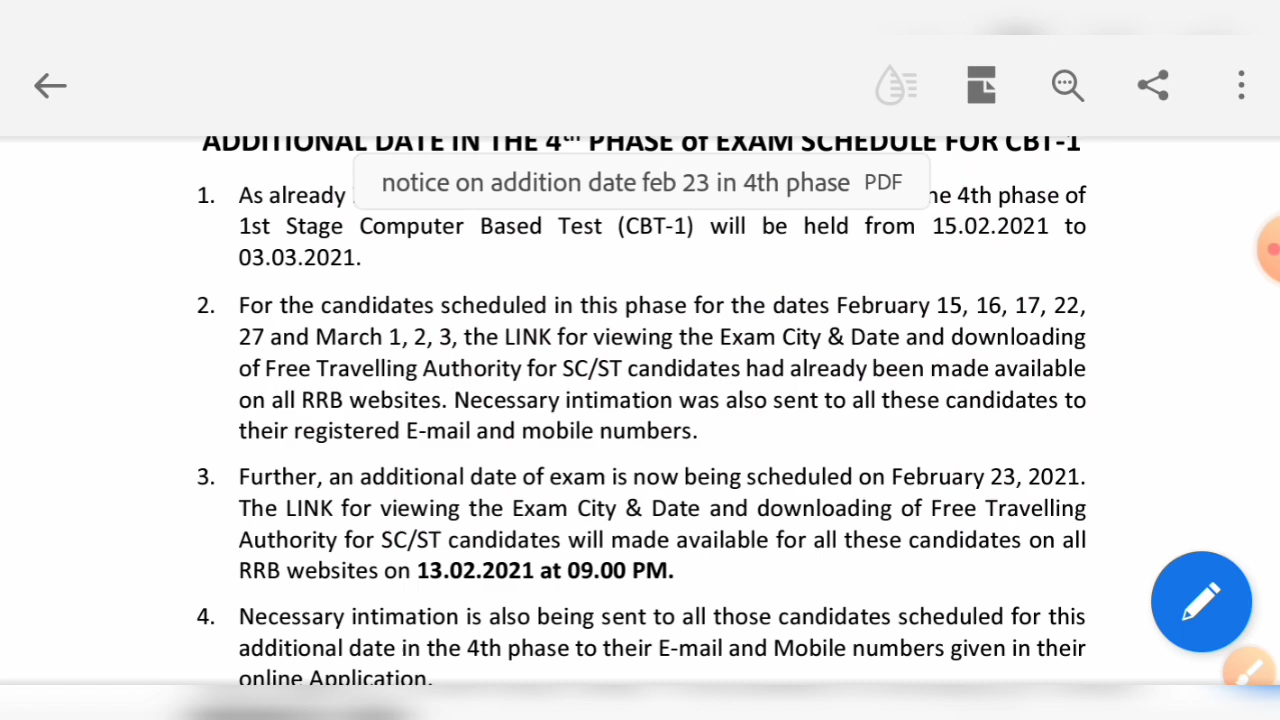 ADDITIONAL DATE IN THE 4th PHASE of EXAM SCHEDULE FOR CBT-1
notice on addition date feb 23 in 4th phase PDF
1. As already he 4th phase of
1st Stage Computer Based Test (CBT-1) will be held from 15.02.2021 to
03.03.2021.
2. For the candidates scheduled in this phase for the dates February 15, 16, 17, 22,
27 and March 1, 2, 3, the LINK for viewing the Exam City & Date and downloading
of Free Travelling Authority for SC/ST candidates had already been made available
on all RRB websites. Necessary intimation was also sent to all these candidates to
their registered E-mail and mobile numbers.
3. Further, an additional date of exam is now being scheduled on February 23, 2021.
The LINK for viewing the Exam City & Date and downloading of Free Travelling
Authority for SC/ST candidates will made available for all these candidates on all
RRB websites on 13.02.2021 at 09.00 PM.
4. Necessary intimation is also being sent to all those candidates scheduled for this
additional date in the 4th phase to their E-mail and Mobile numbers given in their
online Application.